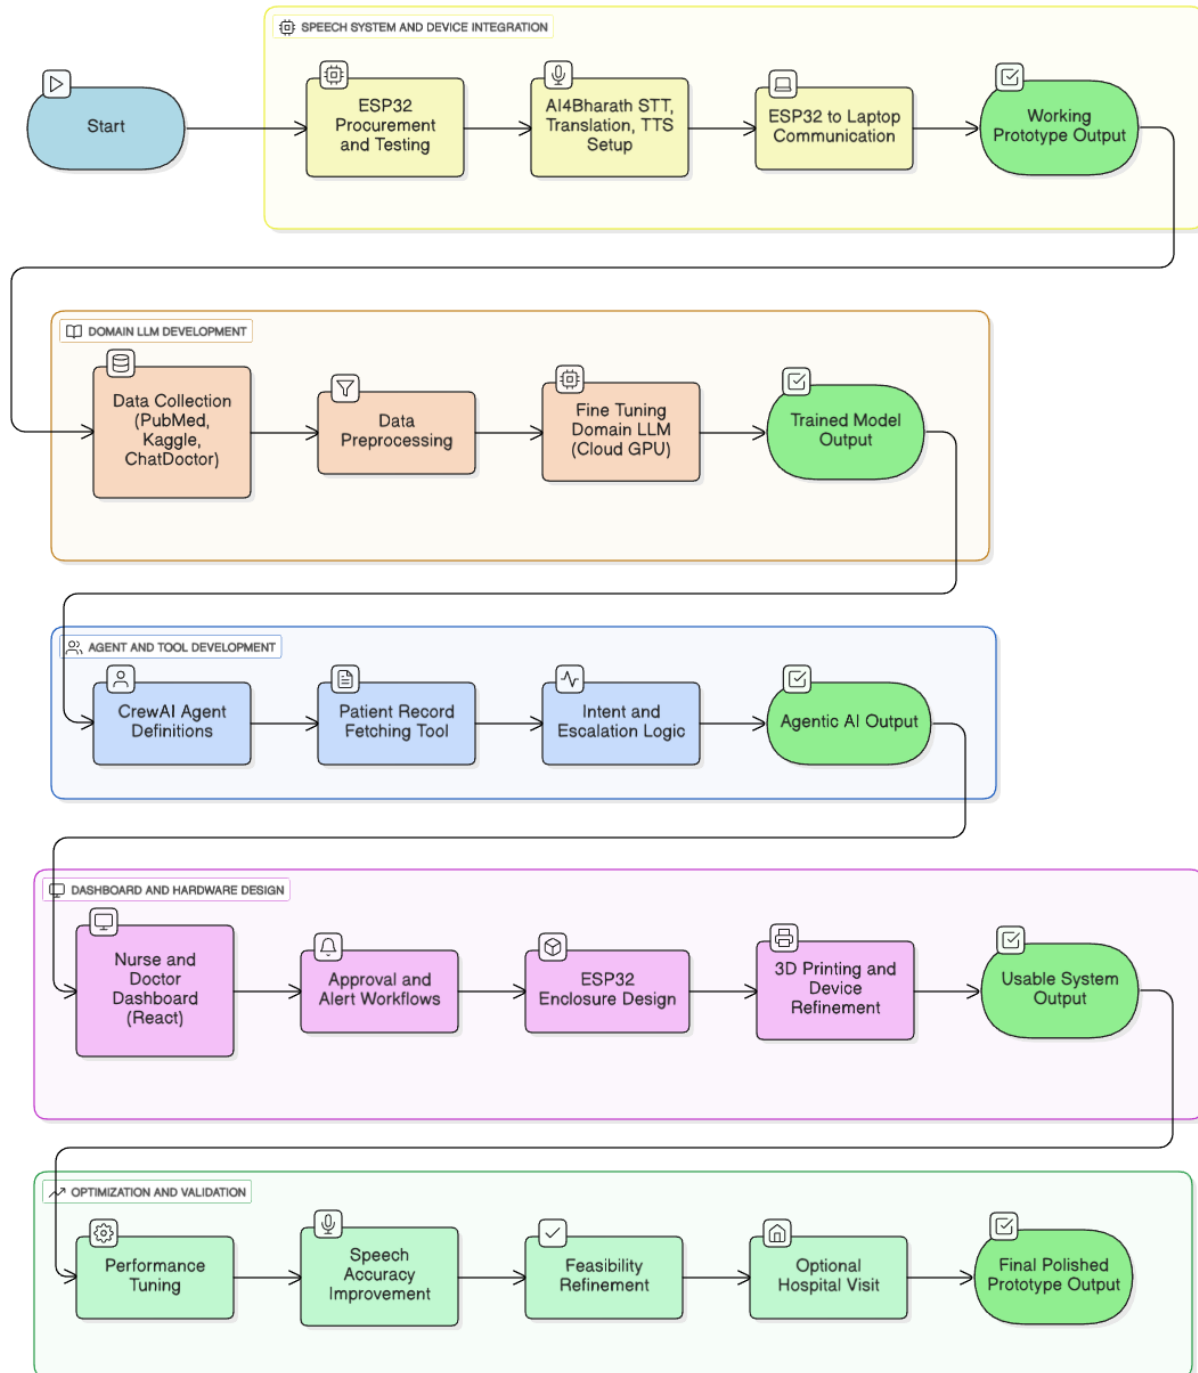 SPEECH SYSTEM AND DEVICE INTEGRATION
Start
ESP32
Procurement
and Testing
AI4Bharath STT,
Translation, TTS
Setup
ESP32 to Laptop
Communication
Working
Prototype Output
DOMAIN LLM DEVELOPMENT
Data Collection
(PubMed,
Kaggle,
ChatDoctor)
Data
Preprocessing
Fine Tuning
Domain LLM
(Cloud GPU)
Trained Model
Output
AGENT AND TOOL DEVELOPMENT
CrewAI Agent
Definitions
Patient Record
Fetching Tool
Intent and
Escalation Logic
Agentic AI Output
DASHBOARD AND HARDWARE DESIGN
Nurse and
Doctor
Dashboard
(React)
Approval and
Alert Workflows
ESP32
Enclosure Design
3D Printing and
Device
Refinement
Usable System
Output
OPTIMIZATION AND VALIDATION
Performance
Tuning
Speech
Accuracy
Improvement
Feasibility
Refinement
Optional
Hospital Visit
Final Polished
Prototype Output